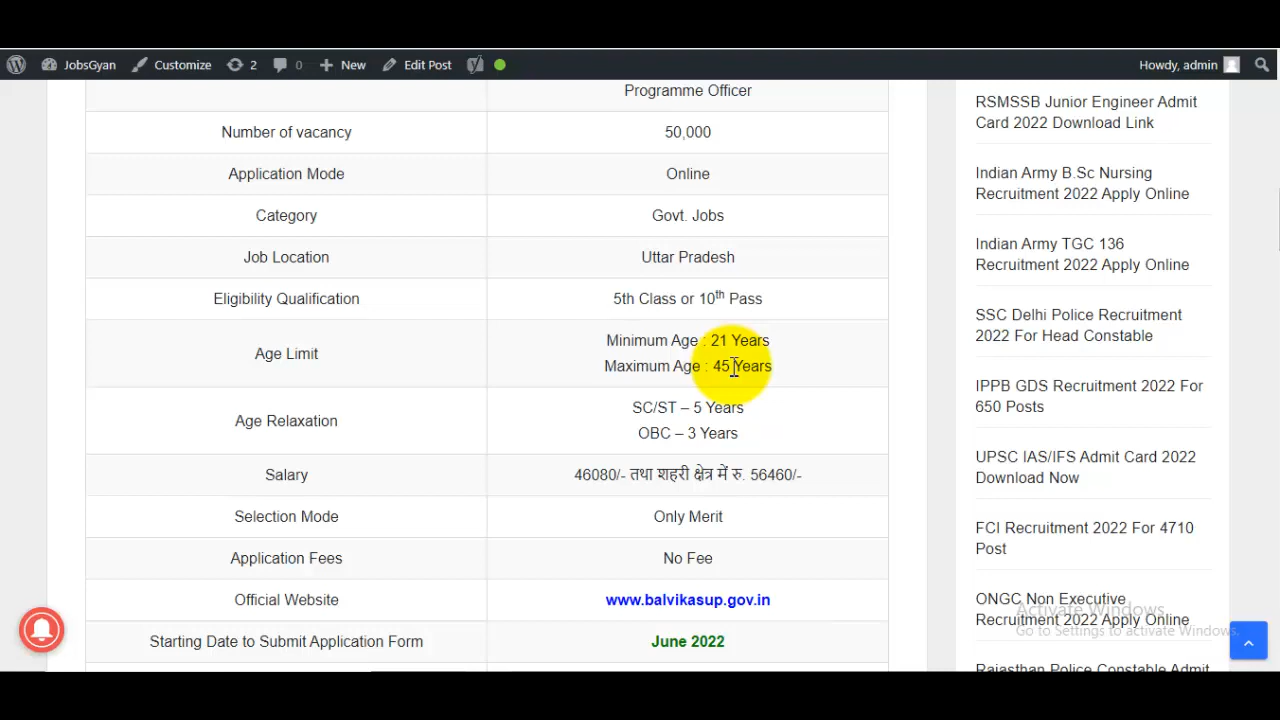 JobsGyan Customize 2 0 New Edit Post Howdy, admin
Programme Officer
Number of vacancy 50,000
Application Mode Online
Category Govt. Jobs
Job Location Uttar Pradesh
Eligibility Qualification 5th Class or 10th Pass
Age Limit Minimum Age : 21 Years
Maximum Age : 45 Years
Age Relaxation SC/ST – 5 Years
OBC – 3 Years
Salary 46080/- तथा शहरी क्षेत्र में रु. 56460/-
Selection Mode Only Merit
Application Fees No Fee
Official Website www.balvikasup.gov.in
Starting Date to Submit Application Form June 2022
RSMSSB Junior Engineer Admit
Card 2022 Download Link
Indian Army B.Sc Nursing
Recruitment 2022 Apply Online
Indian Army TGC 136
Recruitment 2022 Apply Online
SSC Delhi Police Recruitment
2022 For Head Constable
IPPB GDS Recruitment 2022 For
650 Posts
UPSC IAS/IFS Admit Card 2022
Download Now
FCI Recruitment 2022 For 4710
Post
ONGC Non Executive
Recruitment 2022 Apply Online
Rajasthan Police Constable Admit
Activate Windows
Go to Settings to activate Windows.